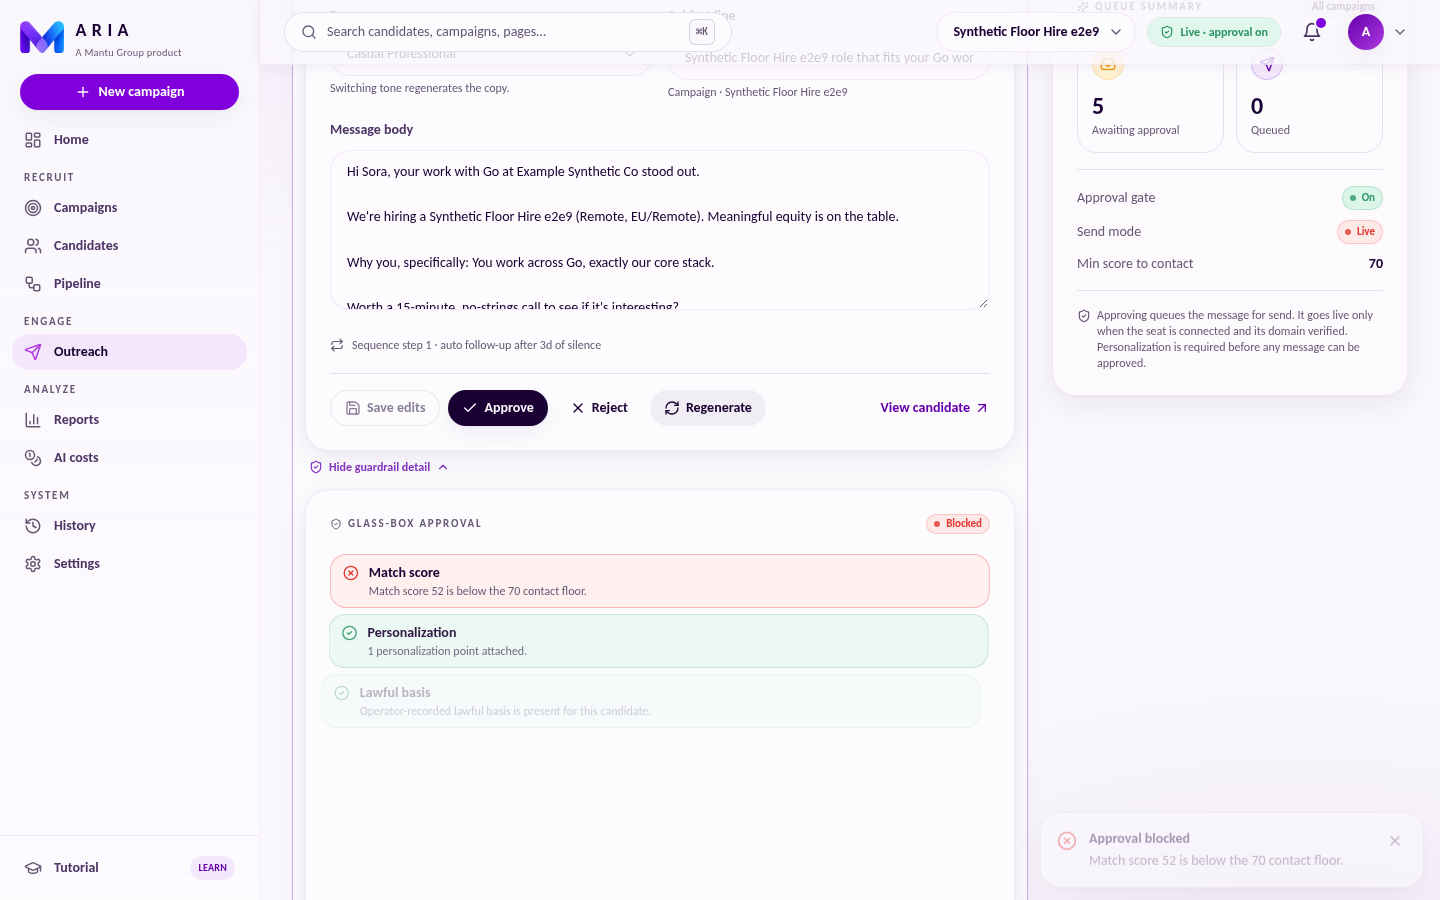 ARIA
A Mantu Group product
New campaign
Home
RECRUIT
Campaigns
Candidates
Pipeline
ENGAGE
Outreach
ANALYZE
Reports
AI costs
SYSTEM
History
Settings
Tutorial
LEARN
Search candidates, campaigns, pages...
⌘K
Synthetic Floor Hire e2e9
Live · approval on
A
Casual Professional
Synthetic Floor Hire e2e9 role that fits your Go wor
Switching tone regenerates the copy.
Campaign · Synthetic Floor Hire e2e9
Message body
Hi Sora, your work with Go at Example Synthetic Co stood out.
We're hiring a Synthetic Floor Hire e2e9 (Remote, EU/Remote). Meaningful equity is on the table.
Why you, specifically: You work across Go, exactly our core stack.
Worth a 15-minute, no-strings call to see if it's interesting?
Sequence step 1 · auto follow-up after 3d of silence
Save edits
Approve
Reject
Regenerate
View candidate
Hide guardrail detail
GLASS-BOX APPROVAL
Blocked
Match score
Match score 52 is below the 70 contact floor.
Personalization
1 personalization point attached.
Lawful basis
Operator-recorded lawful basis is present for this candidate.
QUEUE SUMMARY
All campaigns
5
Awaiting approval
0
Queued
Approval gate
On
Send mode
Live
Min score to contact
70
Approving queues the message for send. It goes live only
when the seat is connected and its domain verified.
Personalization is required before any message can be
approved.
Approval blocked
Match score 52 is below the 70 contact floor.